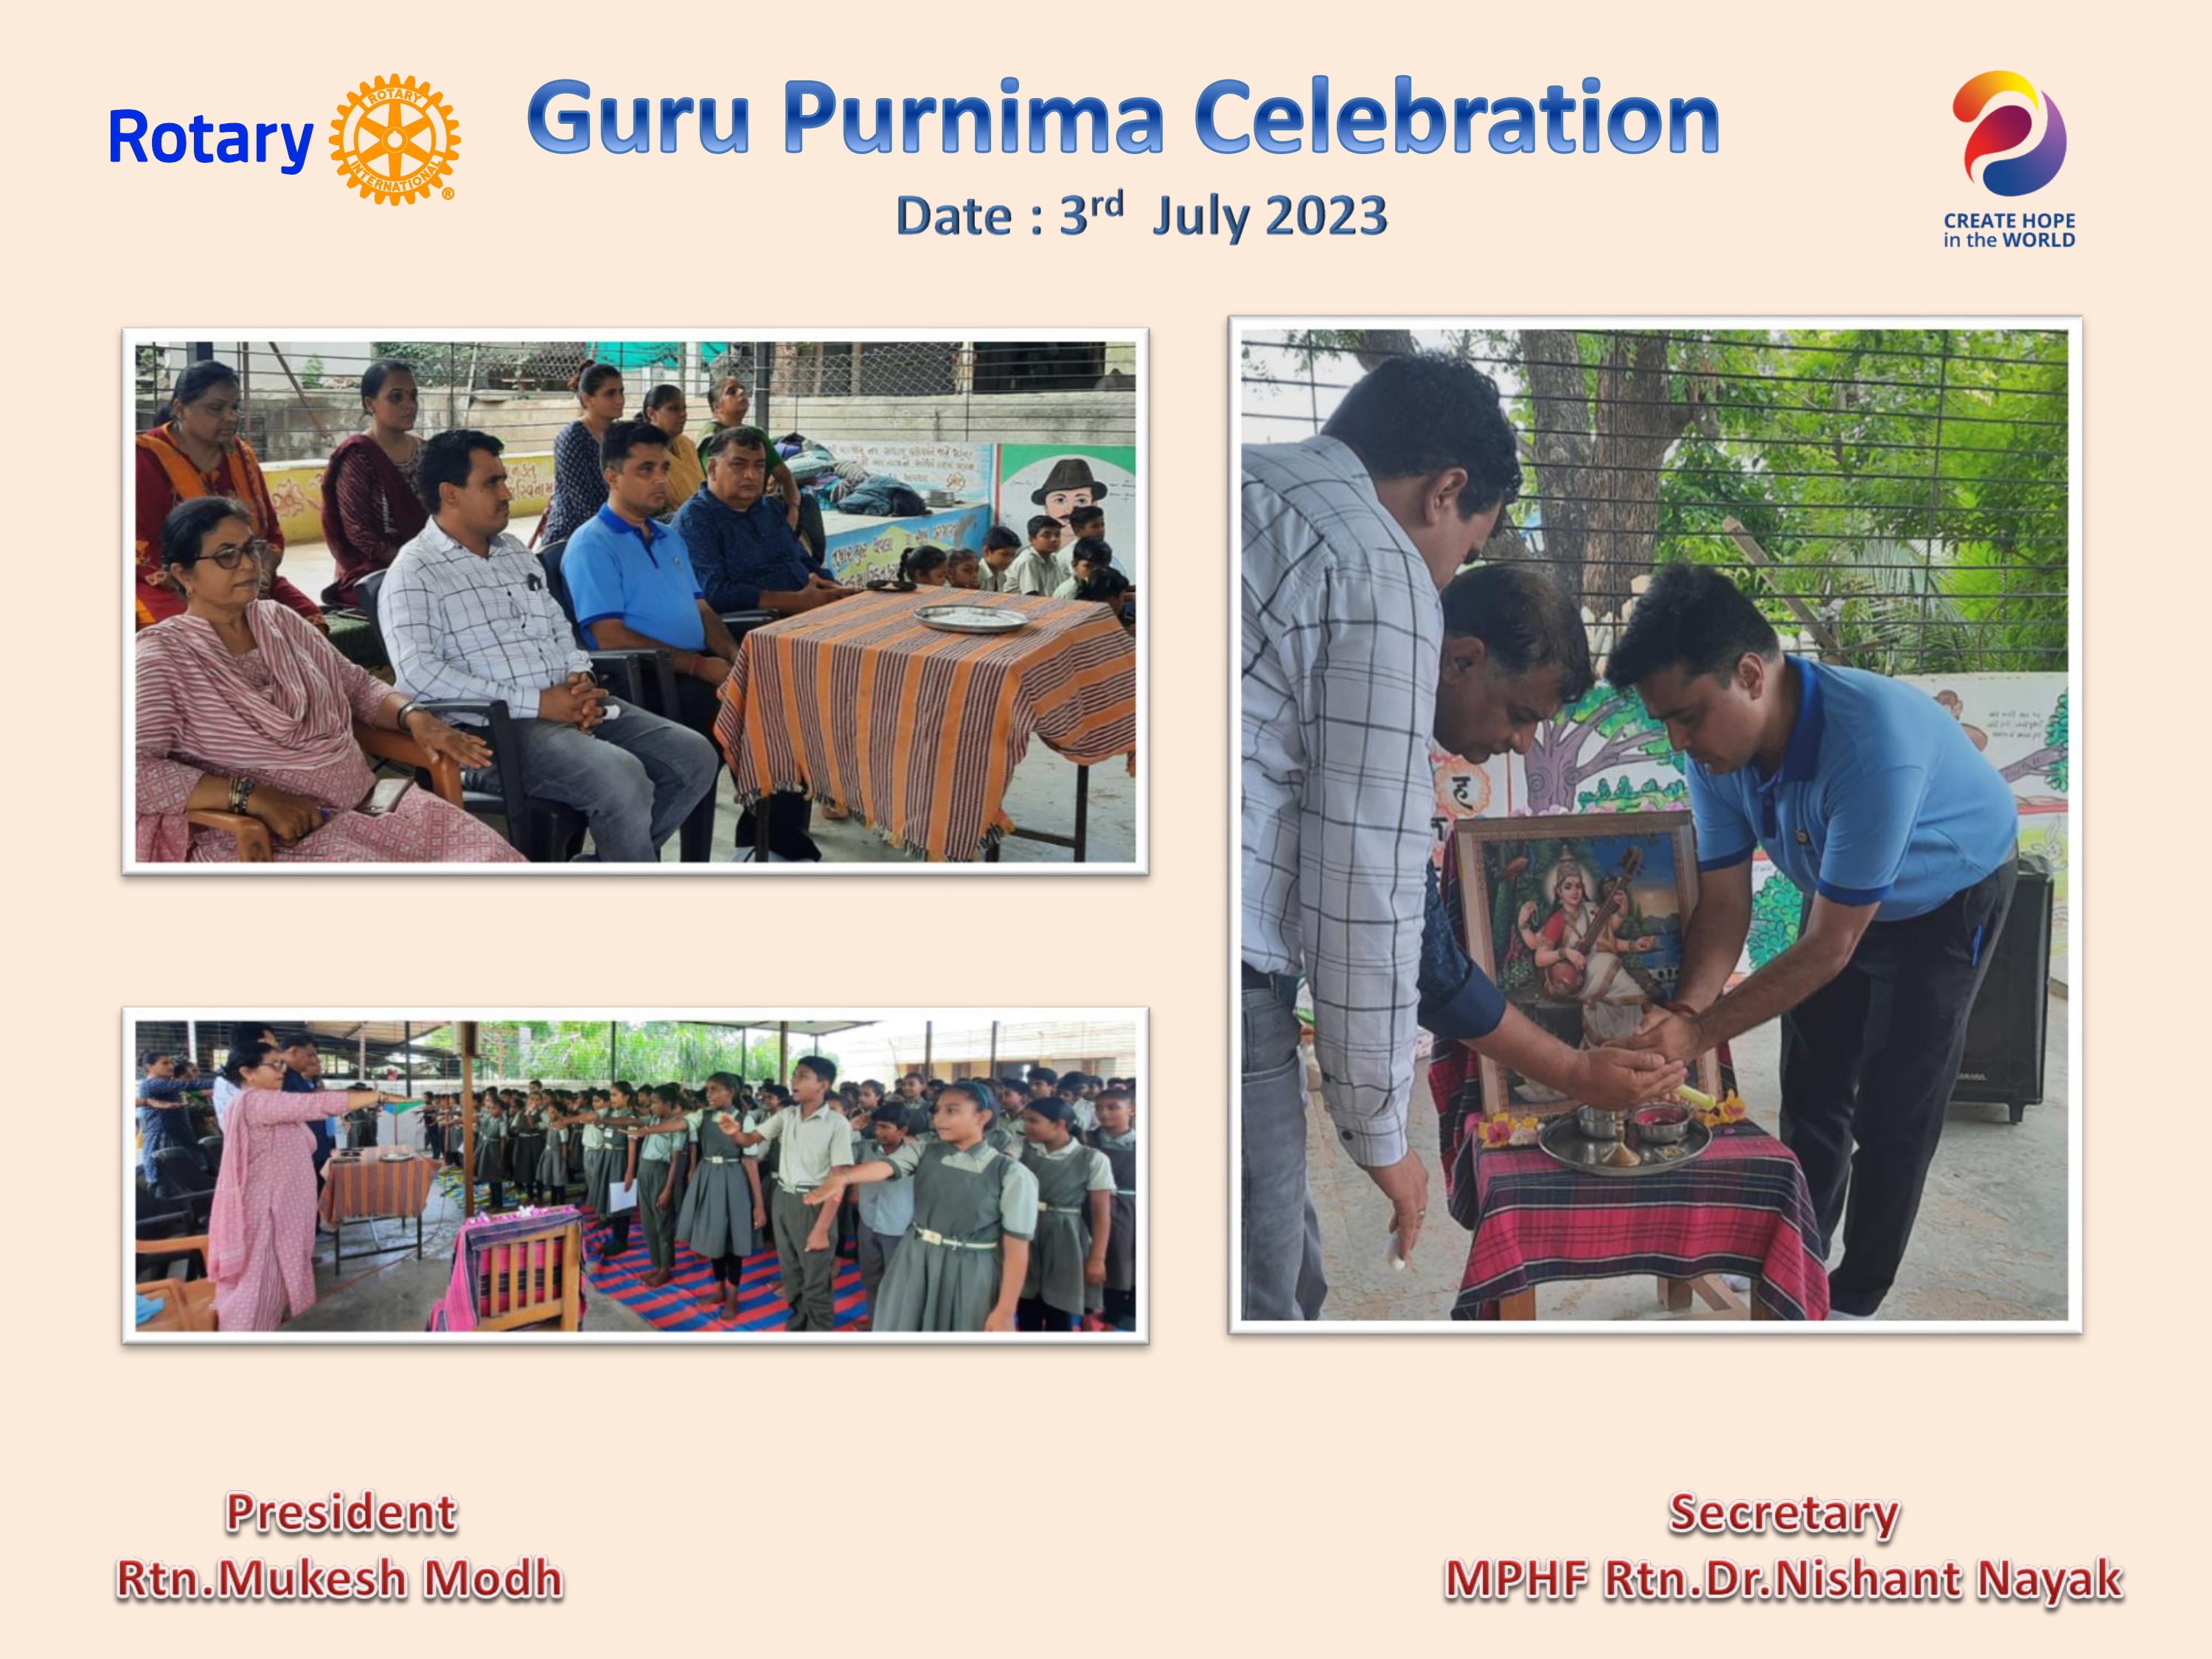 Rotary
ROTARY
INTERNATIONAL
®
Guru Purnima Celebration
Date : 3rd July 2023
CREATE HOPE
in the WORLD
ह
President
Rtn.Mukesh Modh
Secretary
MPHF Rtn.Dr.Nishant Nayak